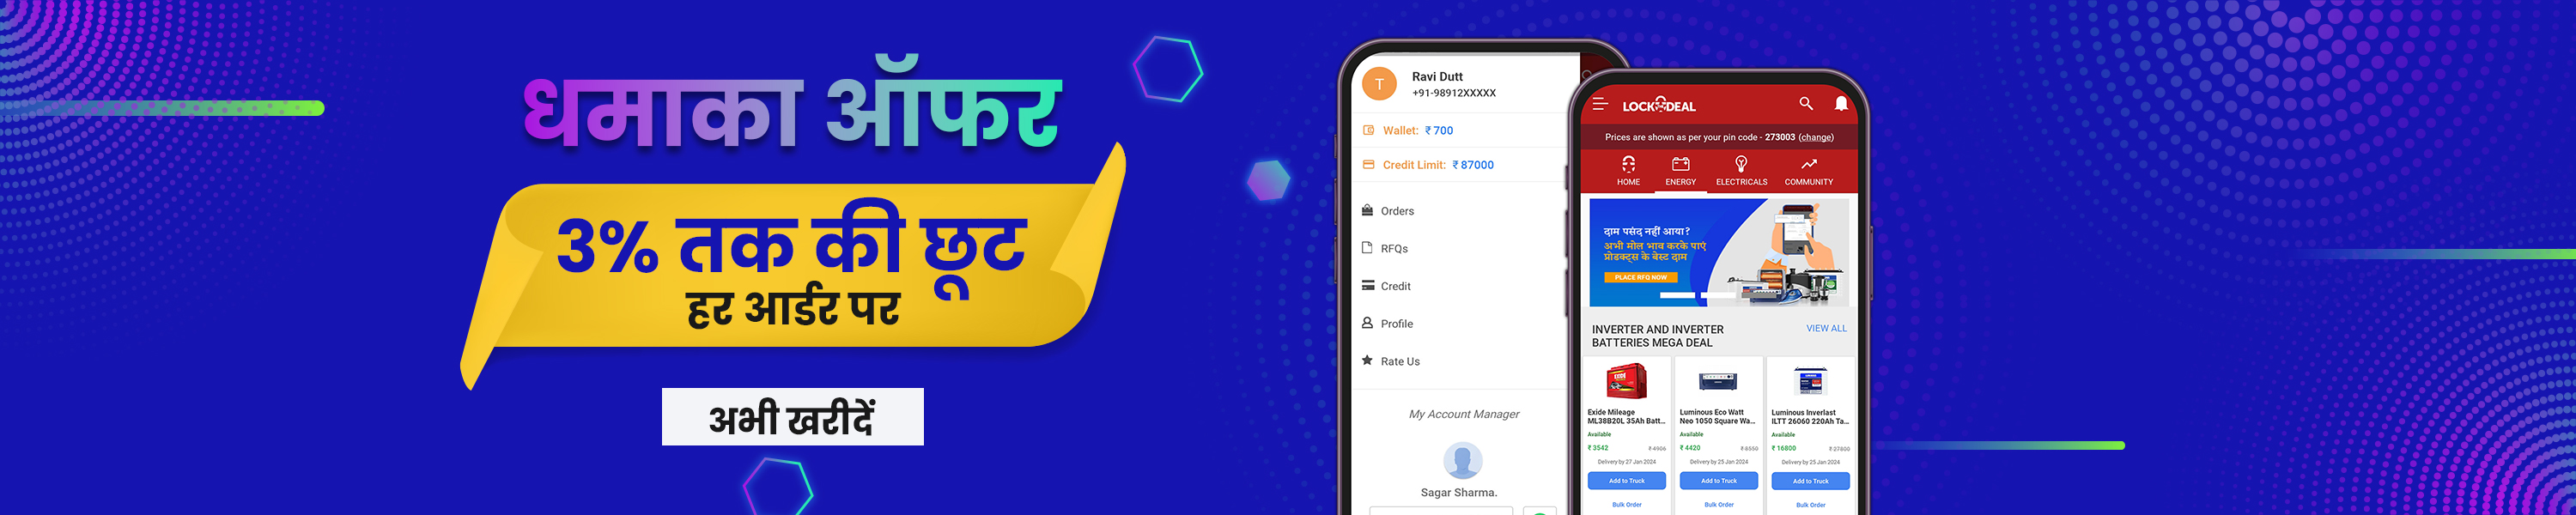 धमाका ऑफर
3% तक की छूट
हर आर्डर पर
अभी खरीदें
T
Ravi Dutt
+91-98912XXXXX
Wallet: ₹ 700
Credit Limit: ₹ 87000
Orders
RFQs
Credit
Profile
Rate Us
My Account Manager
Sagar Sharma.
LOCK DEAL
Prices are shown as per your pin code - 273003 (change)
HOME ENERGY ELECTRICALS COMMUNITY
दाम पसंद नहीं आया?
अभी मोल भाव करके पाएं
प्रोडक्ट्स के बेस्ट दाम
PLACE RFQ NOW
INVERTER AND INVERTER
BATTERIES MEGA DEAL
VIEW ALL
Exide Mileage
ML38B20L 35Ah Batt...
Available
₹ 3542 ₹ 4906
Delivery by 27 Jan 2024
Add to Truck
Bulk Order
Luminous Eco Watt
Neo 1050 Square Wa...
Available
₹ 4420 ₹ 8550
Delivery by 25 Jan 2024
Add to Truck
Bulk Order
Luminous Inverlast
ILTT 26060 220Ah Ta...
Available
₹ 16800 ₹ 27800
Delivery by 25 Jan 2024
Add to Truck
Bulk Order